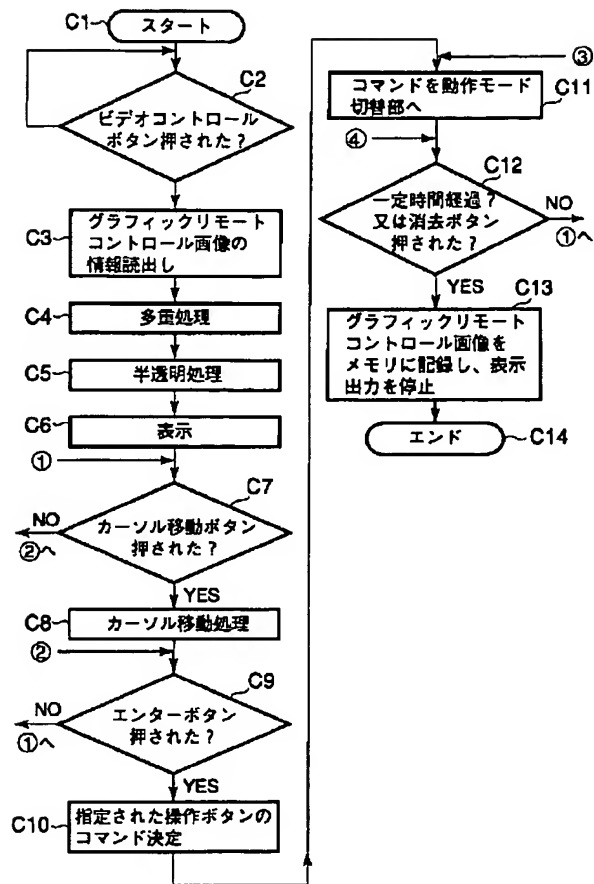 C1
スタート
C2
ビデオコントロール
ボタン押された?
C3
グラフィックリモート
コントロール画像の
情報読出し
C4
多重処理
C5
半透明処理
C6
表示
①
C7
カーソル移動ボタン
押された?
NO
②へ
YES
C8
カーソル移動処理
②
C9
エンターボタン
押された?
NO
①へ
YES
C10
指定された操作ボタンの
コマンド決定
③
コマンドを動作モード
切替部へ
C11
④
C12
一定時間経過?
又は消去ボタン
押された?
NO
①へ
YES
C13
グラフィックリモート
コントロール画像を
メモリに記録し、表示
出力を停止
エンド
C14